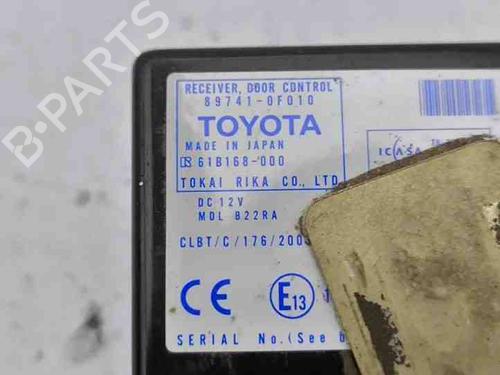 RECEIVER, DOOR CONTROL
89741-0F010
TOYOTA
MADE IN JAPAN
61B168-000
TOKAI RIKA CO., LTD
DC 12V
MDL B22RA
CLBT/C/176/200
CE E13
SERIAL No.(See
ICASA
B-PARTS